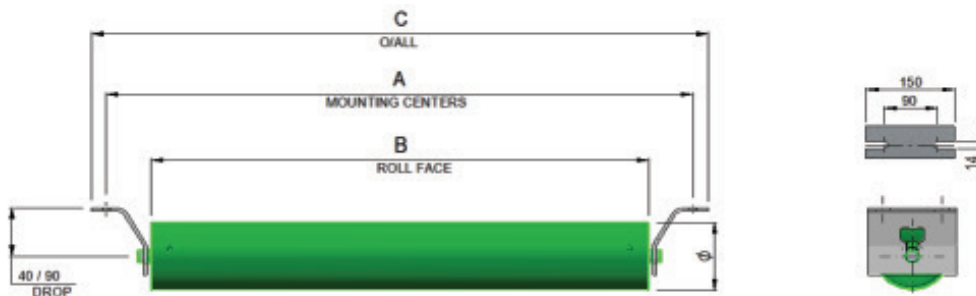 C
O/ALL
A
MOUNTING CENTERS
B
ROLL FACE
40 / 90
DROP
Ø
150
90
14